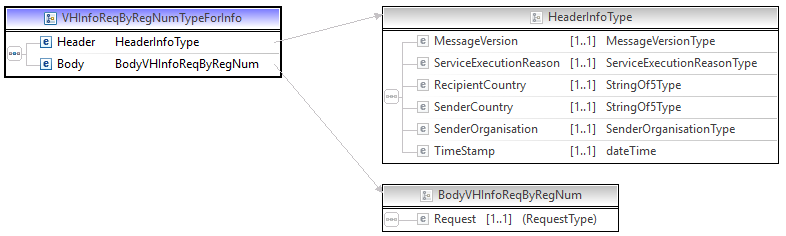 VHInfoReqByRegNumTypeForInfo
e Header HeaderInfoType
e Body BodyVHInfoReqByRegNum
HeaderInfoType
e MessageVersion [1..1] MessageVersionType
e ServiceExecutionReason [1..1] ServiceExecutionReasonType
e RecipientCountry [1..1] StringOf5Type
e SenderCountry [1..1] StringOf5Type
e SenderOrganisation [1..1] SenderOrganisationType
e TimeStamp [1..1] dateTime
BodyVHInfoReqByRegNum
e Request [1..1] (RequestType)